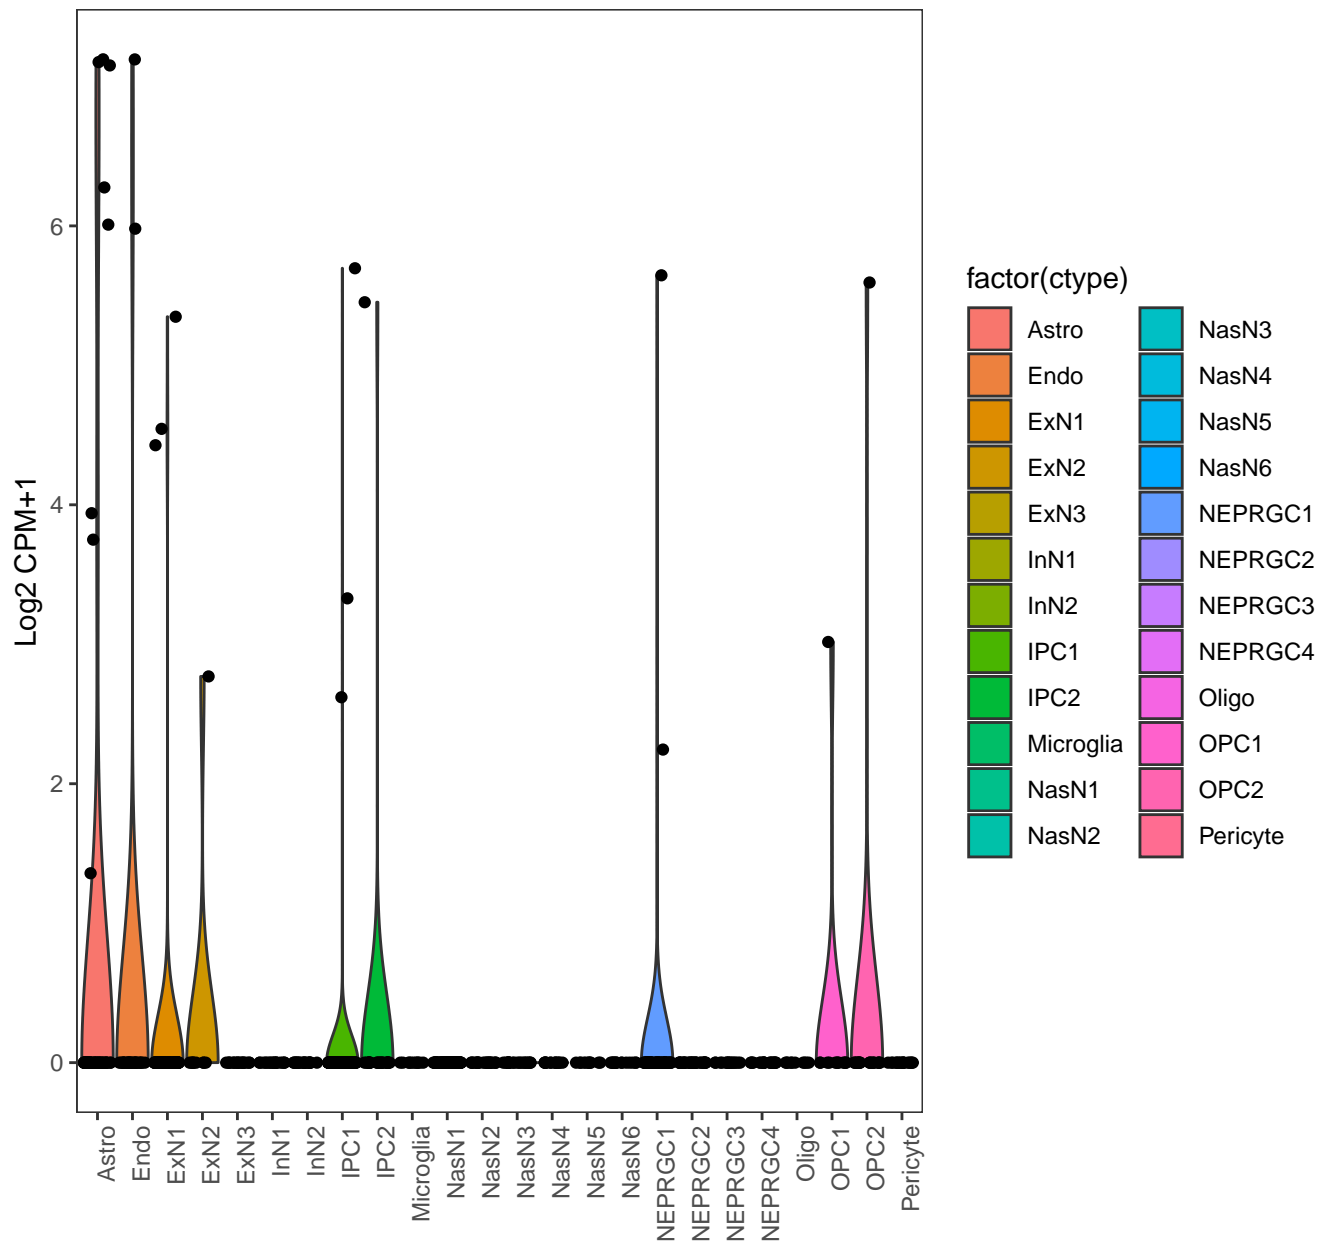 Log2 CPM+1
6
4
2
0
Astro
Endo
ExN1
ExN2
ExN3
InN1
InN2
IPC1
IPC2
Microglia
NasN1
NasN2
NasN3
NasN4
NasN5
NasN6
NEPRGC1
NEPRGC2
NEPRGC3
NEPRGC4
Oligo
OPC1
OPC2
Pericyte
factor(ctype)
Astro
Endo
ExN1
ExN2
ExN3
InN1
InN2
IPC1
IPC2
Microglia
NasN1
NasN2
NasN3
NasN4
NasN5
NasN6
NEPRGC1
NEPRGC2
NEPRGC3
NEPRGC4
Oligo
OPC1
OPC2
Pericyte